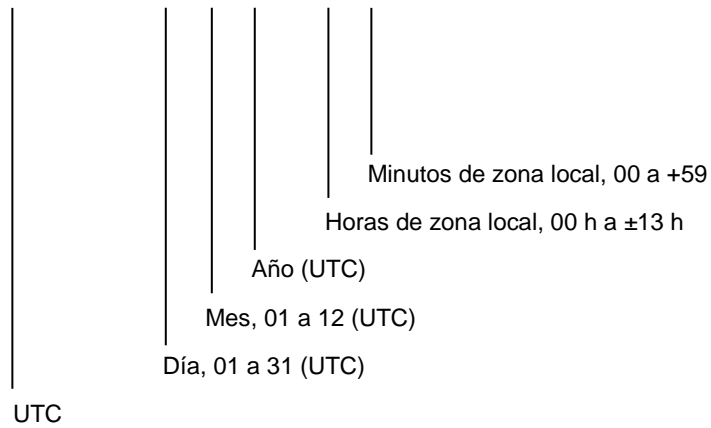 Minutos de zona local, 00 a +59
Horas de zona local, 00 h a ±13 h
Año (UTC)
Mes, 01 a 12 (UTC)
Día, 01 a 31 (UTC)
UTC